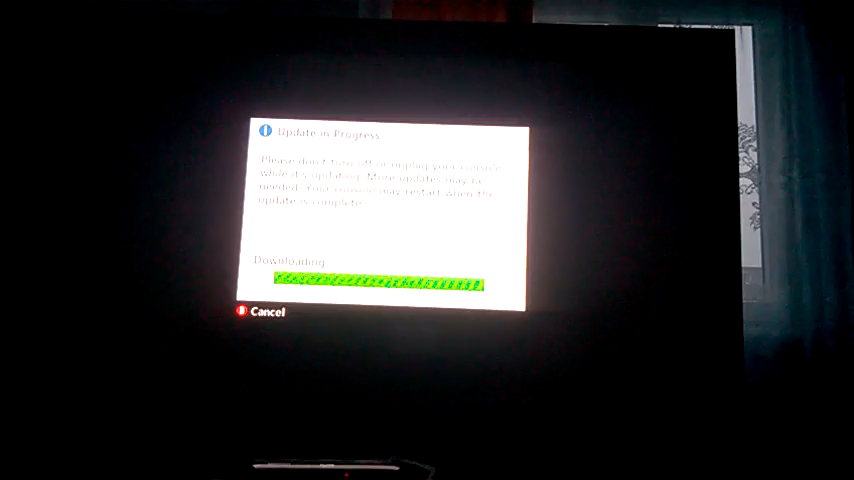 Update in Progress
Please don't turn off or unplug your console
while it's updating. More updates may be
needed. Your console may restart when the
update is complete.
Downloading
Cancel